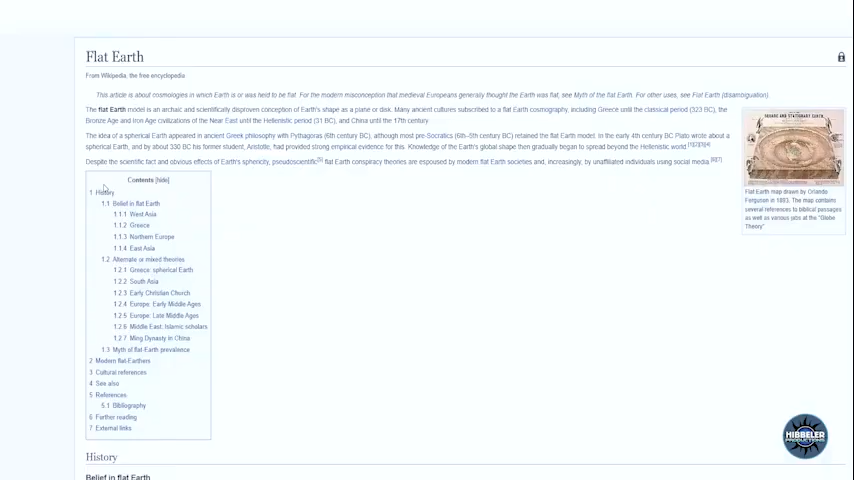 Flat Earth
From Wikipedia, the free encyclopedia
This article is about cosmologies in which Earth is or was held to be flat. For the modern misconception that medieval Europeans generally thought the Earth was flat, see Myth of the flat Earth. For other uses, see Flat Earth (disambiguation).
The flat Earth model is an archaic and scientifically disproven conception of Earth's shape as a plane or disk. Many ancient cultures subscribed to a flat Earth cosmography, including Greece until the classical period (323 BC), the
Bronze Age and Iron Age civilizations of the Near East until the Hellenistic period (31 BC), and China until the 17th century.
The idea of a spherical Earth appeared in ancient Greek philosophy with Pythagoras (6th century BC), although most pre-Socratics (6th–5th century BC) retained the flat Earth model. In the early 4th century BC Plato wrote about a
spherical Earth, and by about 330 BC his former student, Aristotle, had provided strong empirical evidence for this. Knowledge of the Earth's global shape then gradually began to spread beyond the Hellenistic world.[1][2][3][4]
Despite the scientific fact and obvious effects of Earth's sphericity, pseudoscientific[5] flat Earth conspiracy theories are espoused by modern flat Earth societies and, increasingly, by unaffiliated individuals using social media.[6][7]
SQUARE AND STATIONARY EARTH.
Flat Earth map drawn by Orlando
Ferguson in 1893. The map contains
several references to biblical passages
as well as various jabs at the "Globe
Theory"
Contents [hide]
1 History
1.1 Belief in flat Earth
1.1.1 West Asia
1.1.2 Greece
1.1.3 Northern Europe
1.1.4 East Asia
1.2 Alternate or mixed theories
1.2.1 Greece: spherical Earth
1.2.2 South Asia
1.2.3 Early Christian Church
1.2.4 Europe: Early Middle Ages
1.2.5 Europe: Late Middle Ages
1.2.6 Middle East: Islamic scholars
1.2.7 Ming Dynasty in China
1.3 Myth of flat-Earth prevalence
2 Modern flat-Earthers
3 Cultural references
4 See also
5 References
5.1 Bibliography
6 Further reading
7 External links
History
Belief in flat Earth
HIBBELER
PRODUCTIONS